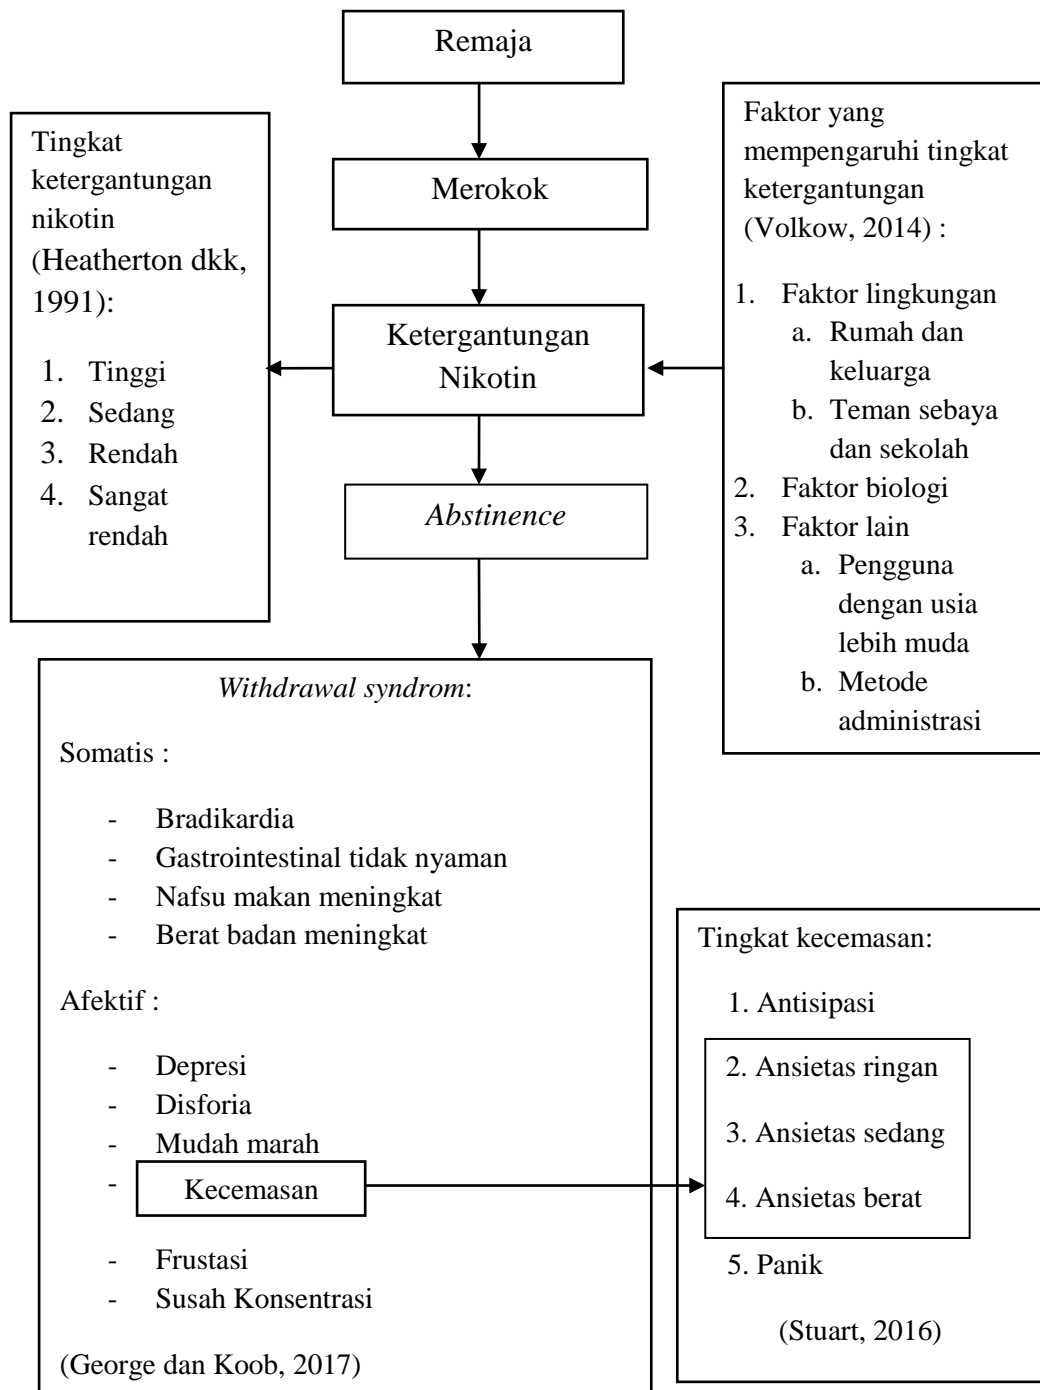 Remaja
Merokok
Tingkat
ketergantungan
nikotin
(Heatherton dkk,
1991):
1. Tinggi
2. Sedang
3. Rendah
4. Sangat
rendah
Ketergantungan
Nikotin
Faktor yang
mempengaruhi tingkat
ketergantungan
(Volkow, 2014) :
1. Faktor lingkungan
a. Rumah dan
keluarga
b. Teman sebaya
dan sekolah
2. Faktor biologi
3. Faktor lain
a. Pengguna
dengan usia
lebih muda
b. Metode
administrasi
Abstinence
Withdrawal syndrom:
Somatis :
- Bradikardia
- Gastrointestinal tidak nyaman
- Nafsu makan meningkat
- Berat badan meningkat
Afektif :
- Depresi
- Disforia
- Mudah marah
- Kecemasan
- Frustasi
- Susah Konsentrasi
(George dan Koob, 2017)
Tingkat kecemasan:
1. Antisipasi
2. Ansietas ringan
3. Ansietas sedang
4. Ansietas berat
5. Panik
(Stuart, 2016)